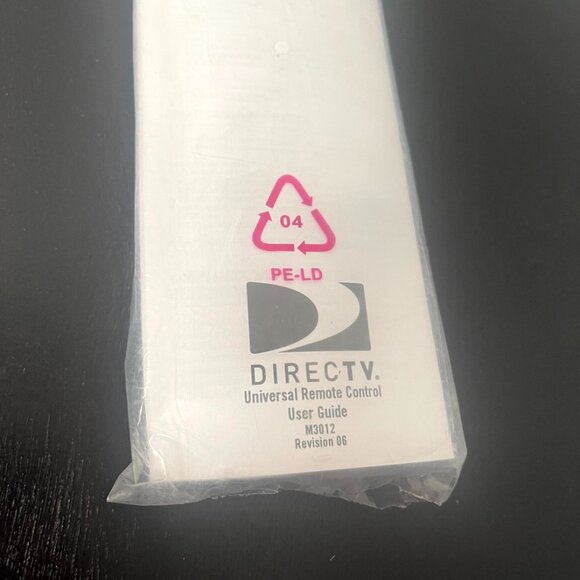 04
PE-LD
DIRECTV®
Universal Remote Control
User Guide
M3012
Revision 06